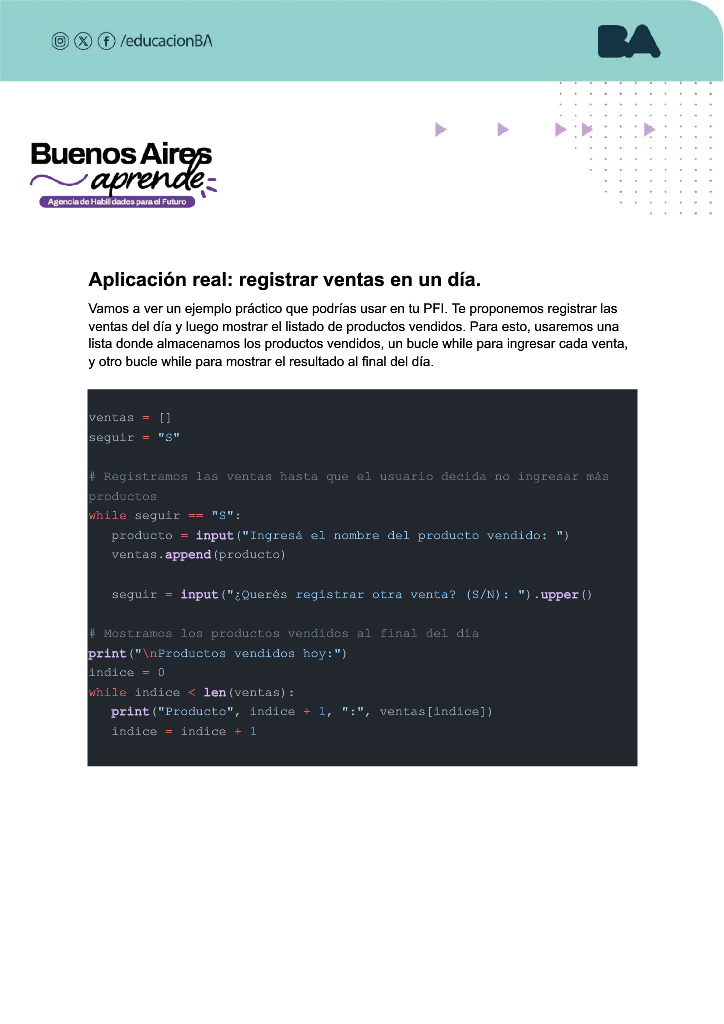 /educacionBA
BA
Buenos Aires
aprende
Agencia de Habilidades para el Futuro
Aplicación real: registrar ventas en un día.
Vamos a ver un ejemplo práctico que podrías usar en tu PFI. Te proponemos registrar las
ventas del día y luego mostrar el listado de productos vendidos. Para esto, usaremos una
lista donde almacenamos los productos vendidos, un bucle while para ingresar cada venta,
y otro bucle while para mostrar el resultado al final del día.
ventas = []
seguir = "S"
# Registramos las ventas hasta que el usuario decida no ingresar más
productos
while seguir == "S":
   producto = input("Ingresá el nombre del producto vendido: ")
   ventas.append(producto)
   seguir = input("¿Querés registrar otra venta? (S/N): ").upper()
# Mostramos los productos vendidos al final del día
print("\nProductos vendidos hoy:")
indice = 0
while indice < len(ventas):
   print("Producto", indice + 1, ":", ventas[indice])
   indice = indice + 1